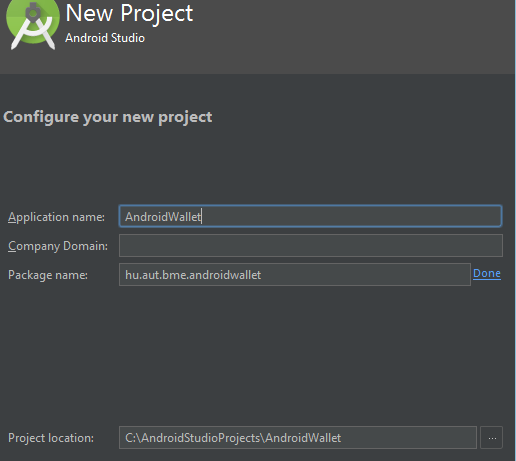 New Project
Android Studio
Configure your new project
Application name: AndroidWallet
Company Domain:
Package name: hu.aut.bme.androidwallet Done
Project location: C:\AndroidStudioProjects\AndroidWallet ...